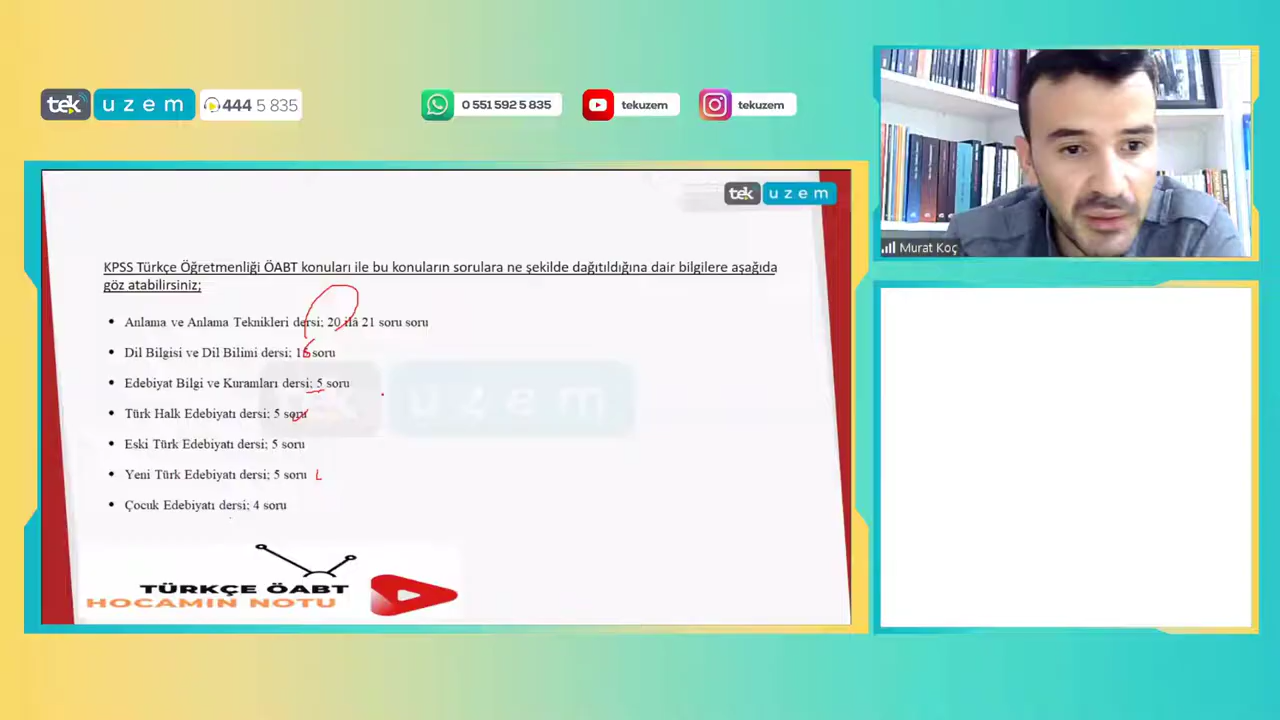 tek uzem 444 5 835
0 551 592 5 835
tekuzem
tekuzem
Murat Koç
tek uzem
KPSS Türkçe Öğretmenliği ÖABT konuları ile bu konuların sorulara ne şekilde dağıtıldığına dair bilgilere aşağıda
göz atabilirsiniz;
• Anlama ve Anlama Teknikleri dersi; 20 ilâ 21 soru soru
• Dil Bilgisi ve Dil Bilimi dersi; soru
• Edebiyat Bilgi ve Kuramları dersi; 5 soru
• Türk Halk Edebiyatı dersi; 5 soru
• Eski Türk Edebiyatı dersi; 5 soru
• Yeni Türk Edebiyatı dersi; 5 soru
• Çocuk Edebiyatı dersi; 4 soru
tek uzem
TÜRKÇE ÖABT
HOCAMIN NOTU